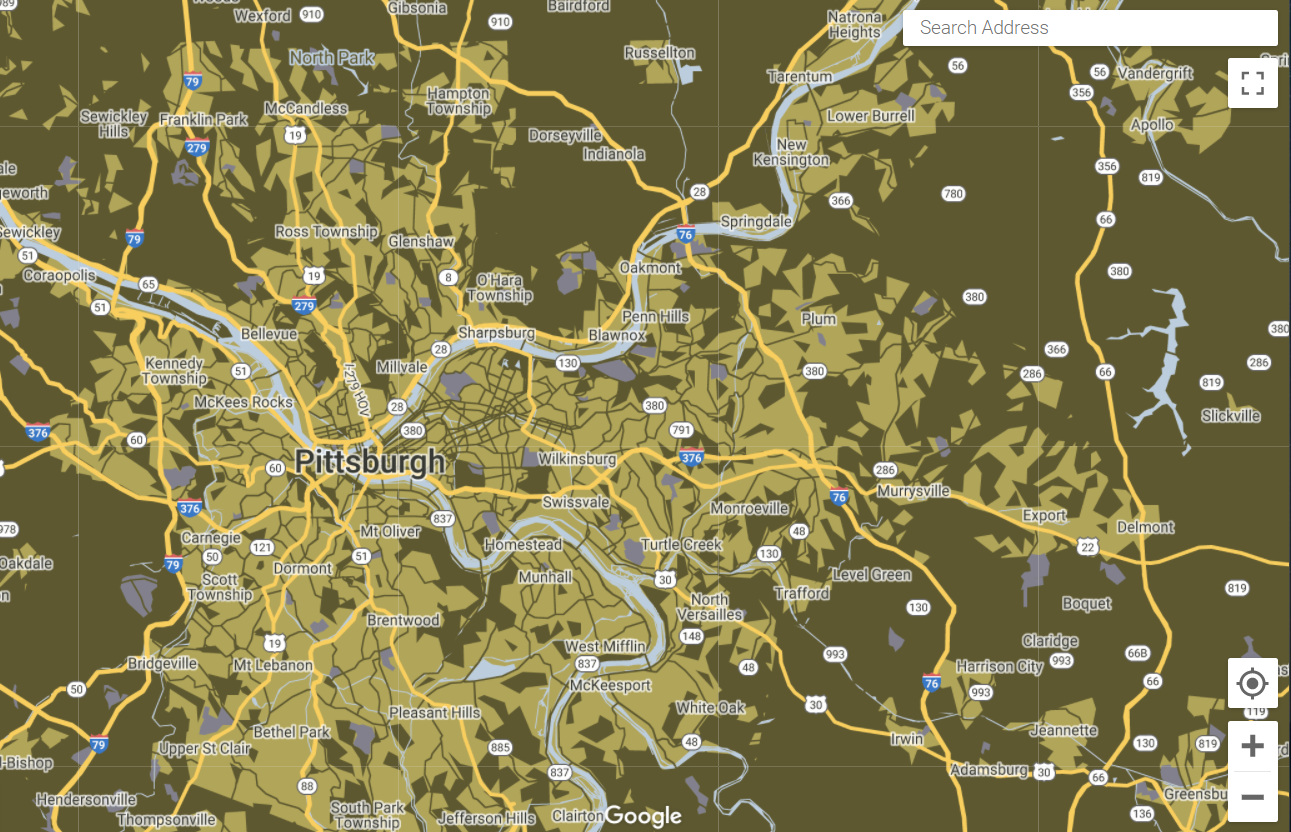 Wexford
910
Gibsonia
910
Bairdford
Natrona
Heights
Search Address
North Park
Russellton
79
56
56
Vandergrift
Tarentum
356
Hampton
Township
McCandless
Sewickley
Hills
Franklin Park
19
279
Dorseyville
Indianola
Lower Burrell
Apollo
New
Kensington
356
819
28
366
780
Springdale
66
Sewickley
51
79
Ross Township
Glenshaw
76
Coraopolis
65
19
8
O'Hara
Township
Oakmont
380
51
279
380
Penn Hills
Plum
Bellevue
Sharpsburg
Blawnox
380
28
130
366
286
Kennedy
Township
51
Millvale
I-279 HOV
380
286
66
819
McKees Rocks
28
380
Slickville
376
60
380
791
60
Pittsburgh
Wilkinsburg
376
286
76
Murrysville
376
837
Swissvale
Monroeville
Export
Delmont
978
Carnegie
Mt Oliver
48
50
121
51
Homestead
Turtle Creek
130
22
Oakdale
79
Dormont
Scott
Township
Munhall
30
Level Green
Trafford
819
North
Versailles
130
Boquet
Brentwood
19
West Mifflin
148
Claridge
993
993
66B
Bridgeville
Mt Lebanon
837
48
Harrison City
66
50
McKeesport
76
993
Pleasant Hills
White Oak
30
119
Bethel Park
Jeannette
79
Upper St Clair
885
48
Irwin
130
819
-Bishop
837
Adamsburg
30
66
88
Greensbu
Hendersonville
Thompsonville
South Park
Township
Jefferson Hills
Clairton
Google
136